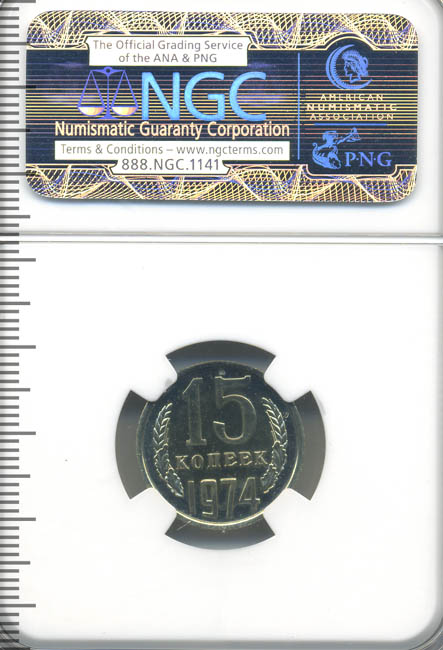 The Official Grading Service
of the ANA & PNG
NGC
Numismatic Guaranty Corporation
Terms & Conditions – www.ngcterms.com
888.NGC.1141
AMERICAN
NUMISMATIC
ASSOCIATION
P·N·G
15
КОПЕЕК
1974